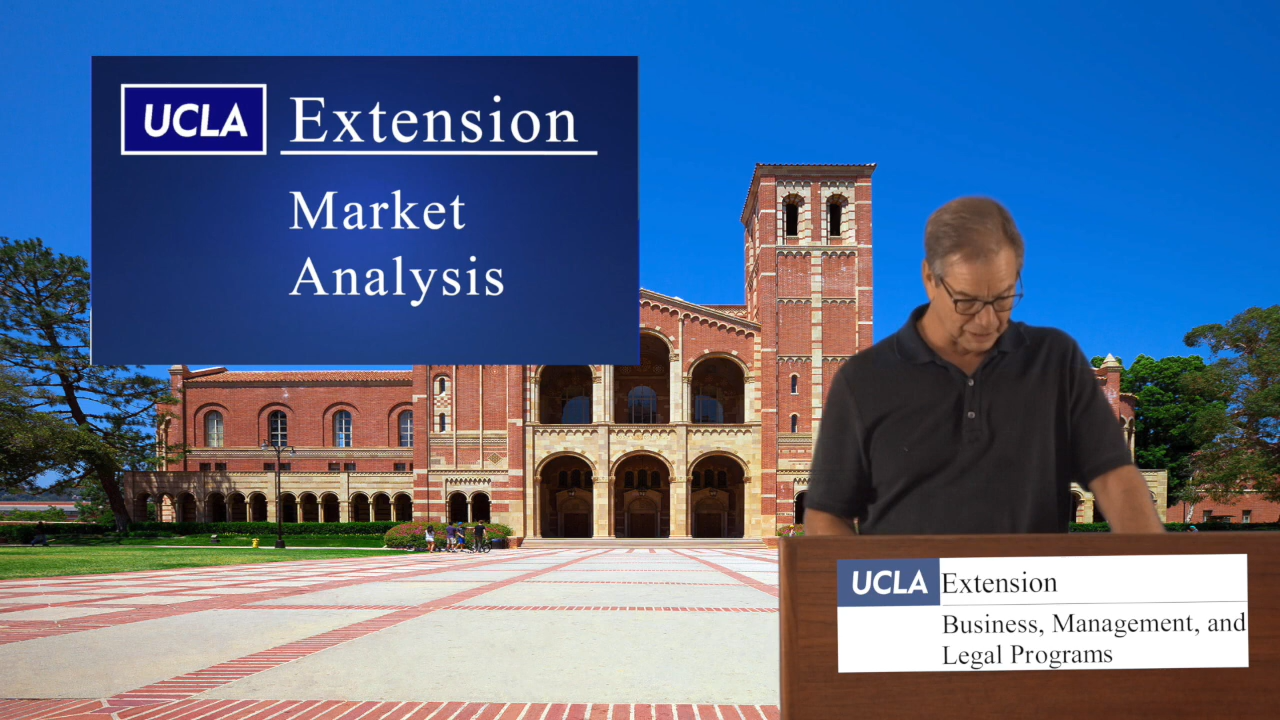 UCLA Extension
Market
Analysis
UCLA Extension
Business, Management, and
Legal Programs